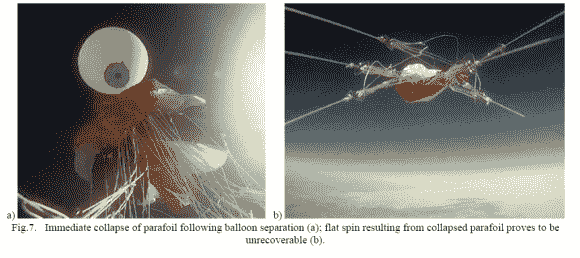 a)
b)
Fig.7. Immediate collapse of parafoil following balloon separation (a); flat spin resulting from collapsed parafoil proves to be
unrecoverable (b).